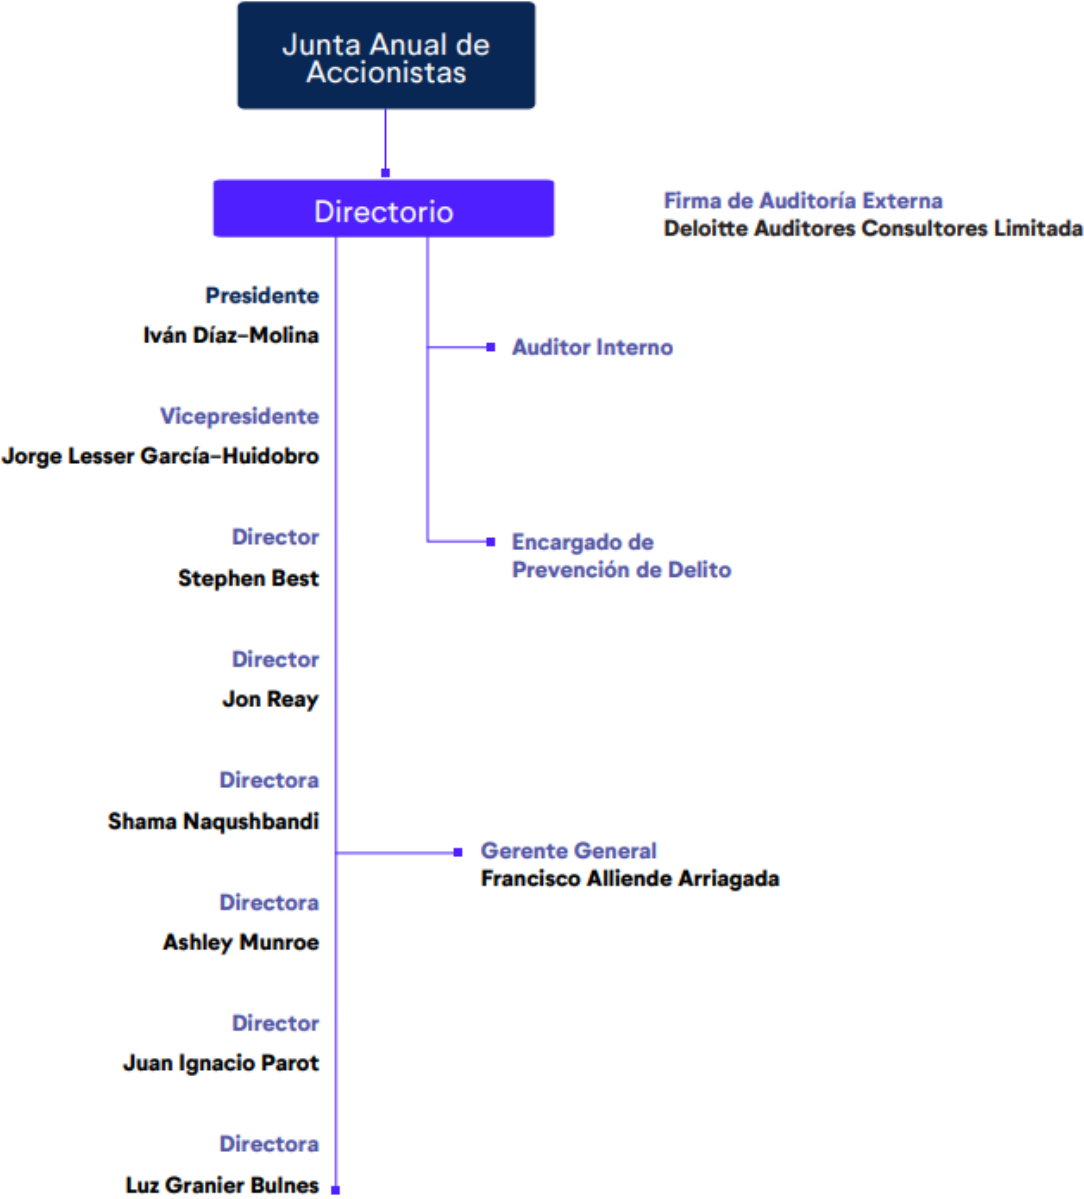 Junta Anual de
Accionistas
Directorio
Firma de Auditoría Externa
Deloitte Auditores Consultores Limitada
Presidente
Iván Díaz-Molina
Auditor Interno
Vicepresidente
Jorge Lesser García-Huidobro
Director
Stephen Best
Encargado de
Prevención de Delito
Director
Jon Reay
Directora
Shama Naqushbandi
Gerente General
Francisco Alliende Arriagada
Directora
Ashley Munroe
Director
Juan Ignacio Parot
Directora
Luz Granier Bulnes